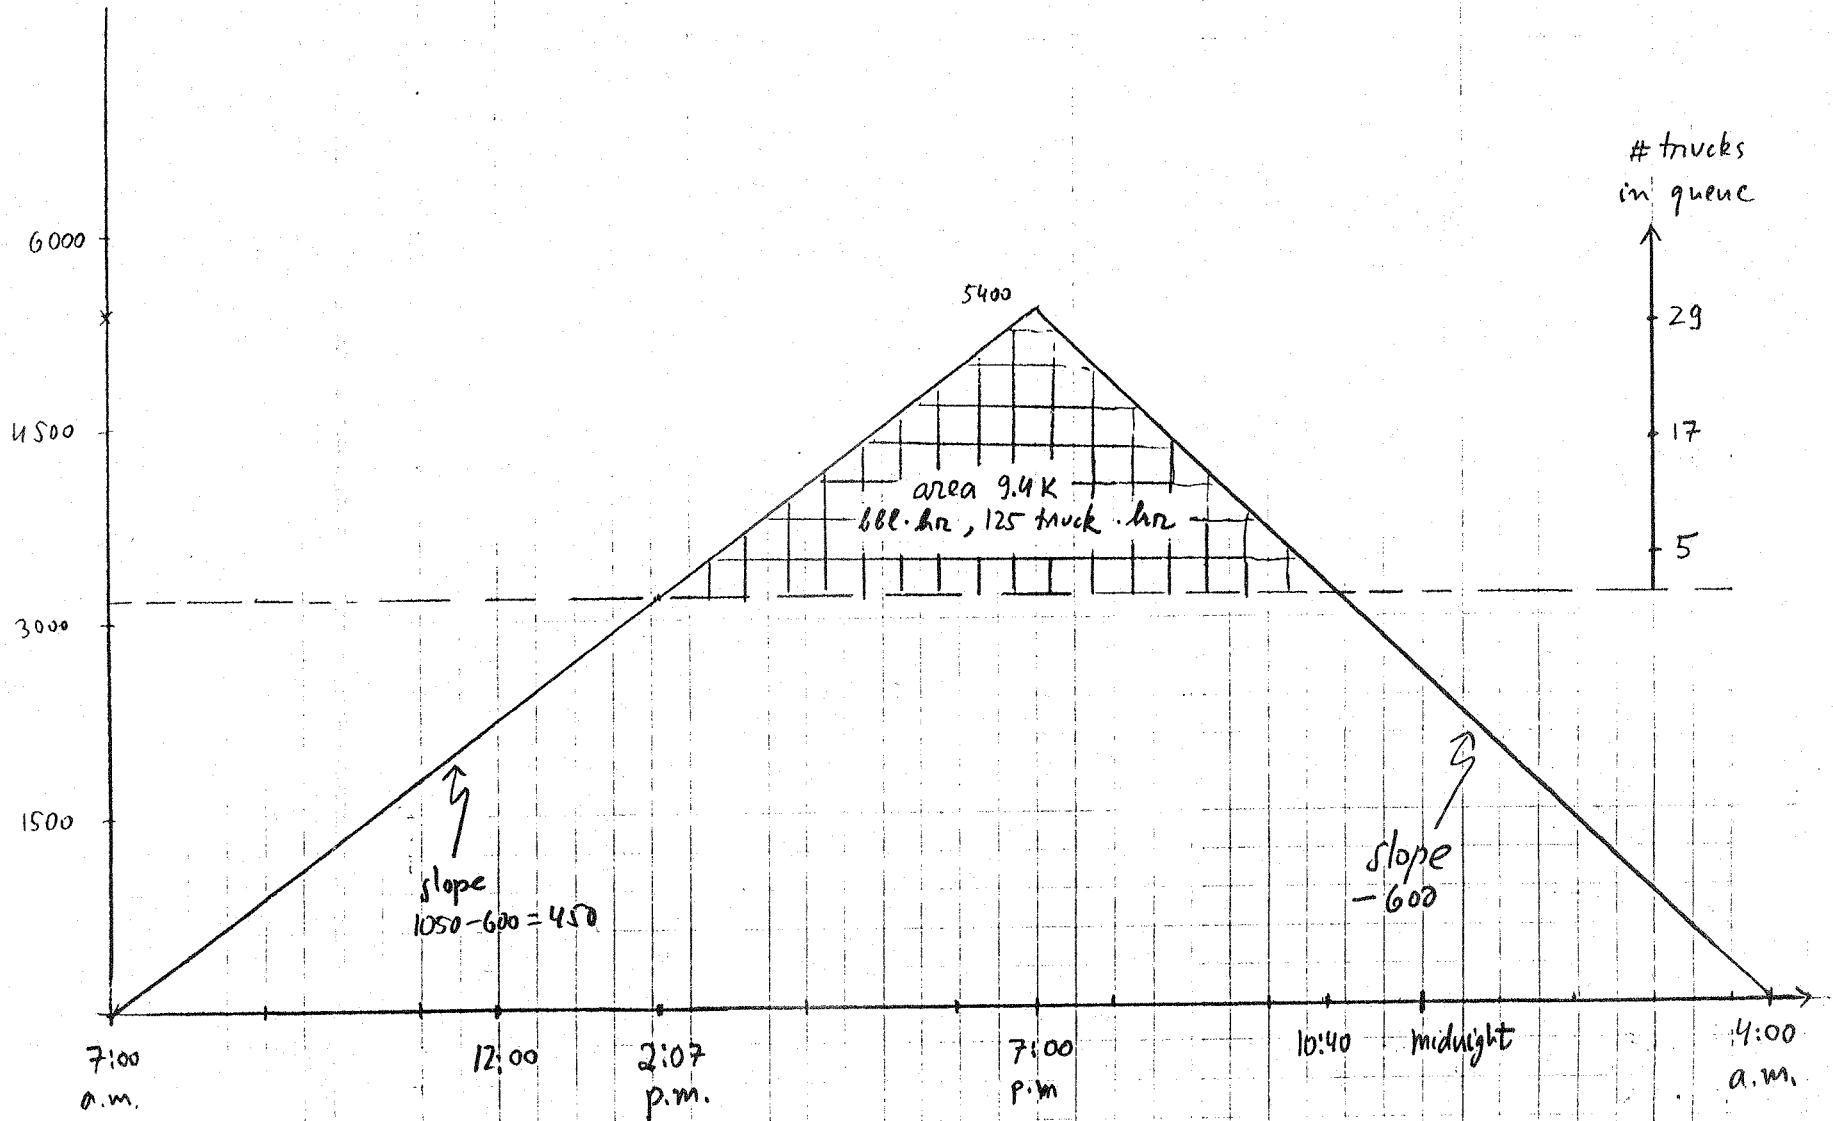 # trucks
in queue
6000
5400
29
4500
17
area 9.4K
bbl·hr, 125 truck·hr
5
3000
1500
slope
1050-600=450
slope
-600
7:00
a.m.
12:00
2:07
p.m.
7:00
p.m
10:40
midnight
4:00
a.m.